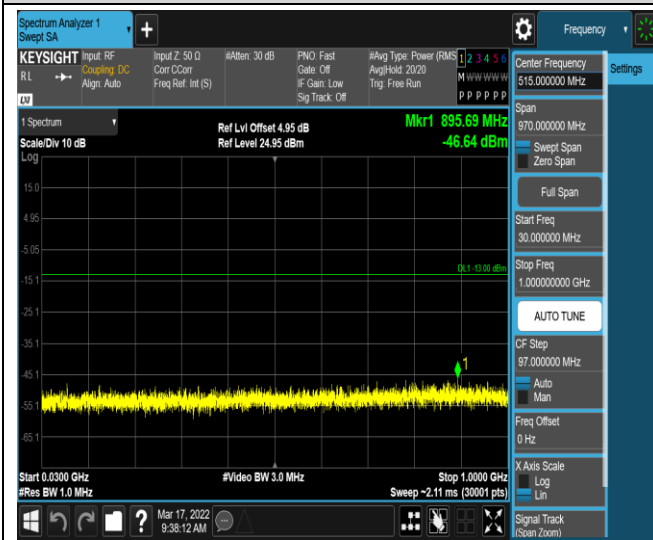 Spectrum Analyzer 1
Swept SA
+
Frequency
KEYSIGHT
RL
LXI
Input: RF
Coupling: DC
Align: Auto
Input Z: 50 Ω
Corr CCorr
Freq Ref: Int (S)
#Atten: 30 dB
PNO: Fast
Gate: Off
IF Gain: Low
Sig Track: Off
#Avg Type: Power (RMS
Avg|Hold: 20/20
Trig: Free Run
1 2 3 4 5 6
M W W W W W
P P P P P P
1 Spectrum
Scale/Div 10 dB
Log
Ref Lvl Offset 4.95 dB
Ref Level 24.95 dBm
Mkr1 895.69 MHz
-46.64 dBm
15.0
4.95
-5.05
-15.1
-25.1
-35.1
-45.1
-55.1
-65.1
DL1 -13.00 dBm
1
Start 0.0300 GHz
#Res BW 1.0 MHz
#Video BW 3.0 MHz
Stop 1.0000 GHz
Sweep ~2.11 ms (30001 pts)
?
Mar 17, 2022
9:38:12 AM
Center Frequency
515.000000 MHz
Settings
Span
970.000000 MHz
Swept Span
Zero Span
Full Span
Start Freq
30.000000 MHz
Stop Freq
1.000000000 GHz
AUTO TUNE
CF Step
97.000000 MHz
Auto
Man
Freq Offset
0 Hz
X Axis Scale
Log
Lin
Signal Track
(Span Zoom)